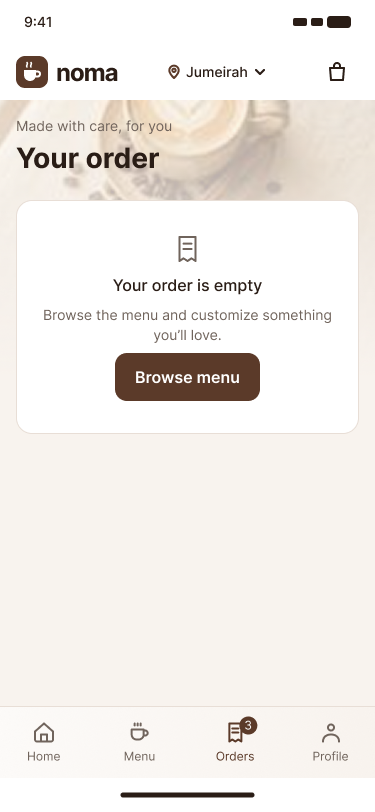 9:41
noma
Jumeirah
Made with care, for you
Your order
Your order is empty
Browse the menu and customize something
you'll love.
Browse menu
3
Home
Menu
Orders
Profile